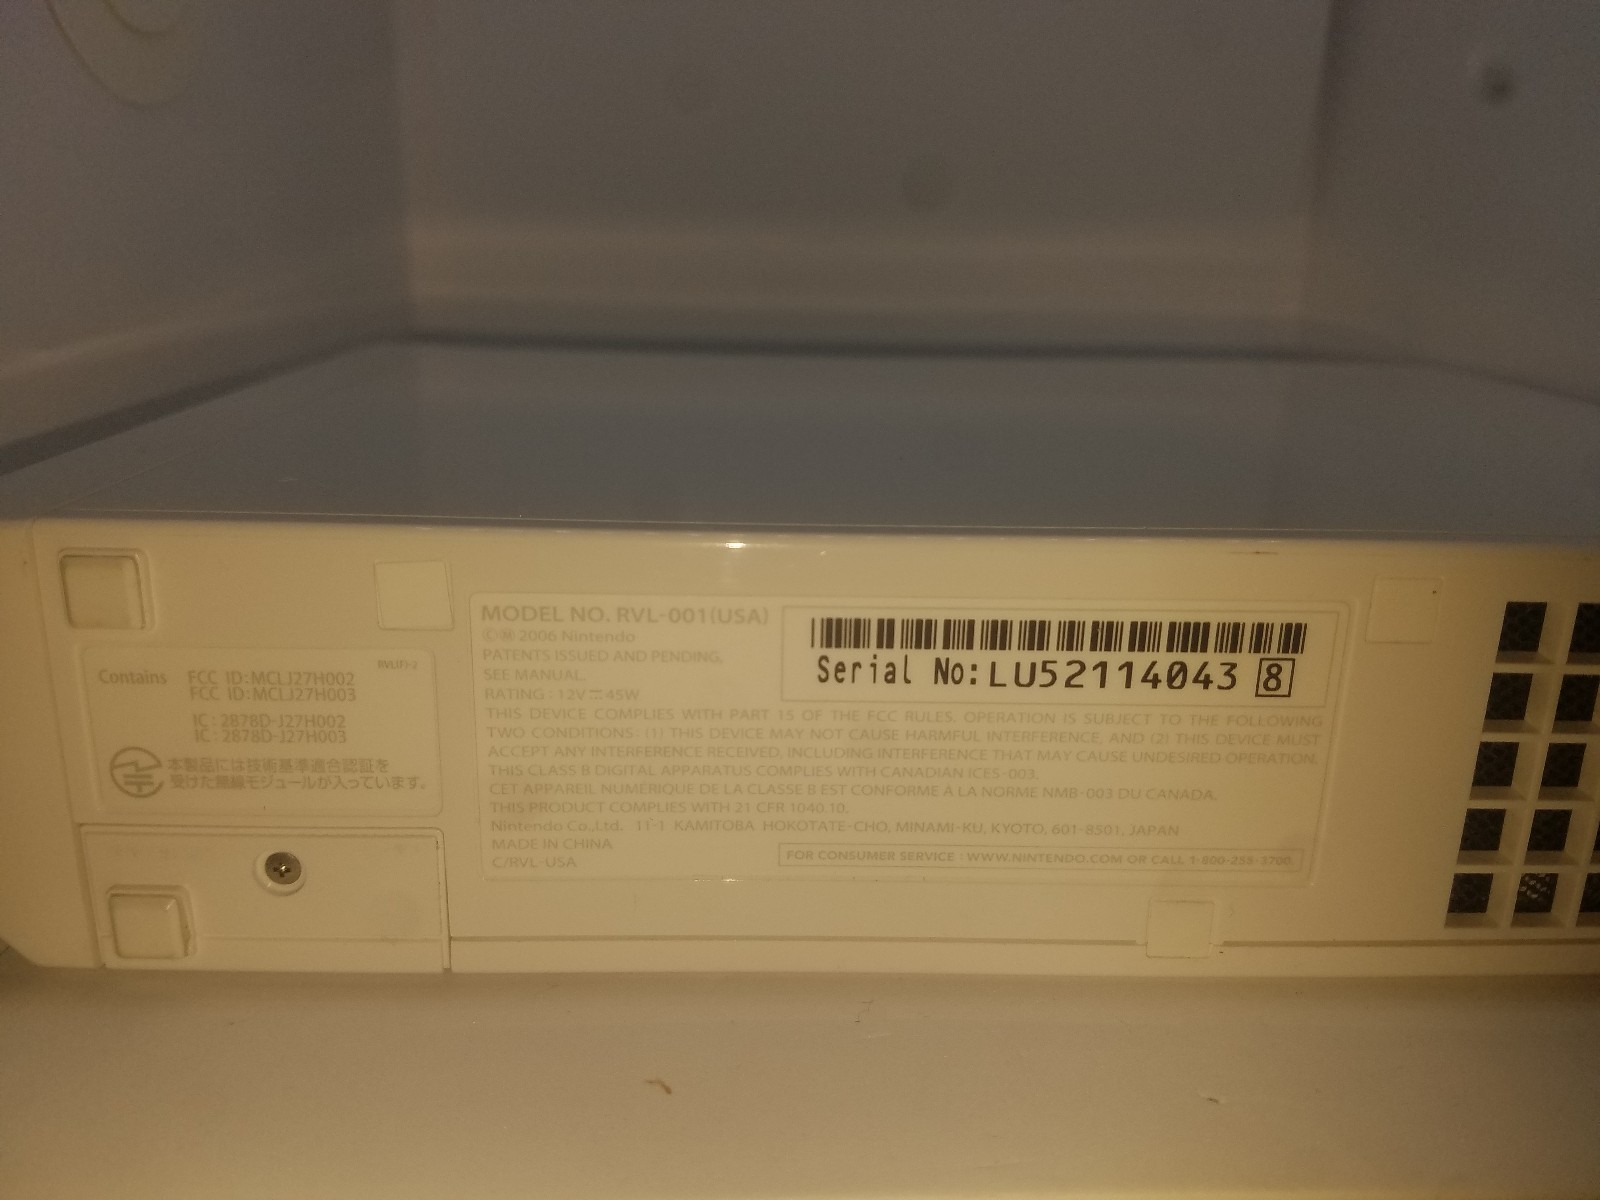 Contains FCC ID:MCLJ27H002
FCC ID:MCLJ27H003
IC:2878D-J27H002
IC:2878D-J27H003
本製品には技術基準適合認証を
受けた無線モジュールが入っています。
MODEL NO. RVL-001(USA)
©Ⓜ 2006 Nintendo
PATENTS ISSUED AND PENDING,
SEE MANUAL.
RATING : 12V ⎓ 45W
Serial No:LU52114043 8
THIS DEVICE COMPLIES WITH PART 15 OF THE FCC RULES. OPERATION IS SUBJECT TO THE FOLLOWING
TWO CONDITIONS: (1) THIS DEVICE MAY NOT CAUSE HARMFUL INTERFERENCE, AND (2) THIS DEVICE MUST
ACCEPT ANY INTERFERENCE RECEIVED, INCLUDING INTERFERENCE THAT MAY CAUSE UNDESIRED OPERATION.
THIS CLASS B DIGITAL APPARATUS COMPLIES WITH CANADIAN ICES-003.
CET APPAREIL NUMÉRIQUE DE LA CLASSE B EST CONFORME A LA NORME NMB-003 DU CANADA.
THIS PRODUCT COMPLIES WITH 21 CFR 1040.10.
Nintendo Co.,Ltd. 11-1 KAMITOBA HOKOTATE-CHO, MINAMI-KU, KYOTO, 601-8501, JAPAN
MADE IN CHINA
C/RVL-USA
FOR CONSUMER SERVICE : WWW.NINTENDO.COM OR CALL 1-800-255-3700.